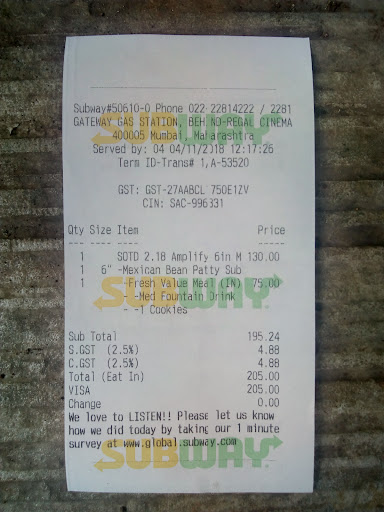 Subway#50610-0 Phone 022 22814222 / 2281
GATEWAY GAS STATION, BEH ND-REGAL CINEMA
SUBWAY
400005 Mumbai, Maharashtra
Served by: 04 04/11/2018 12:17:26
Term ID-Trans# 1,A-53520
GST: GST-27AABCL 750E1ZV
CIN: SAC-996331
Qty Size Item Price
--- ---- ---- -----
1 SOTD 2.18 Amplify 6in M 130.00
1 6" -Mexican Bean Patty Sub
1 -Fresh Value Meal (IN) 75.00
SUBWAY
- -Med Fountain Drink
- -1 Cookies
Sub Total 195.24
S.GST (2.5%) 4.88
C.GST (2.5%) 4.88
Total (Eat In) 205.00
VISA 205.00
Change 0.00
We love to LISTEN!! Please let us know
how we did today by taking our 1 minute
survey at www.global.subway.com
SUBWAY